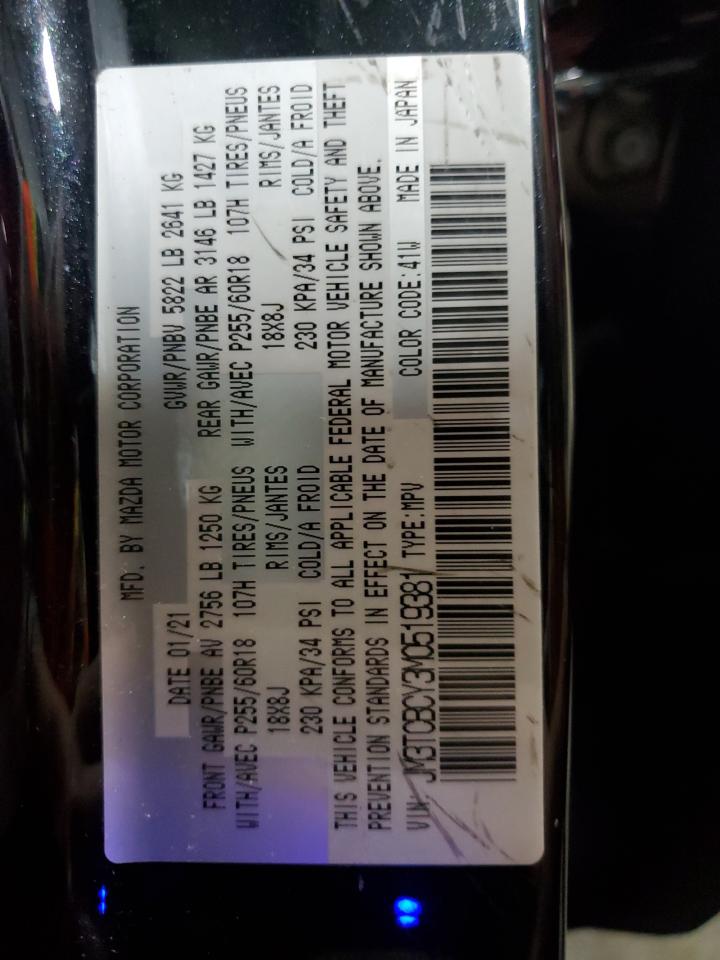 MFD. BY MAZDA MOTOR CORPORATION
DATE 01/21 GVWR/PNBV 5822 LB 2641 KG
FRONT GAWR/PNBE AV 2756 LB 1250 KG REAR GAWR/PNBE AR 3146 LB 1427 KG
WITH/AVEC P255/60R18 107H TIRES/PNEUS WITH/AVEC P255/60R18 107H TIRES/PNEUS
18X8J RIMS/JANTES 18X8J RIMS/JANTES
230 KPA/34 PSI COLD/A FROID 230 KPA/34 PSI COLD/A FROID
THIS VEHICLE CONFORMS TO ALL APPLICABLE FEDERAL MOTOR VEHICLE SAFETY AND THEFT
PREVENTION STANDARDS IN EFFECT ON THE DATE OF MANUFACTURE SHOWN ABOVE.
VIN: JM3TCBCY3M0519381 TYPE:MPV COLOR CODE:41W MADE IN JAPAN